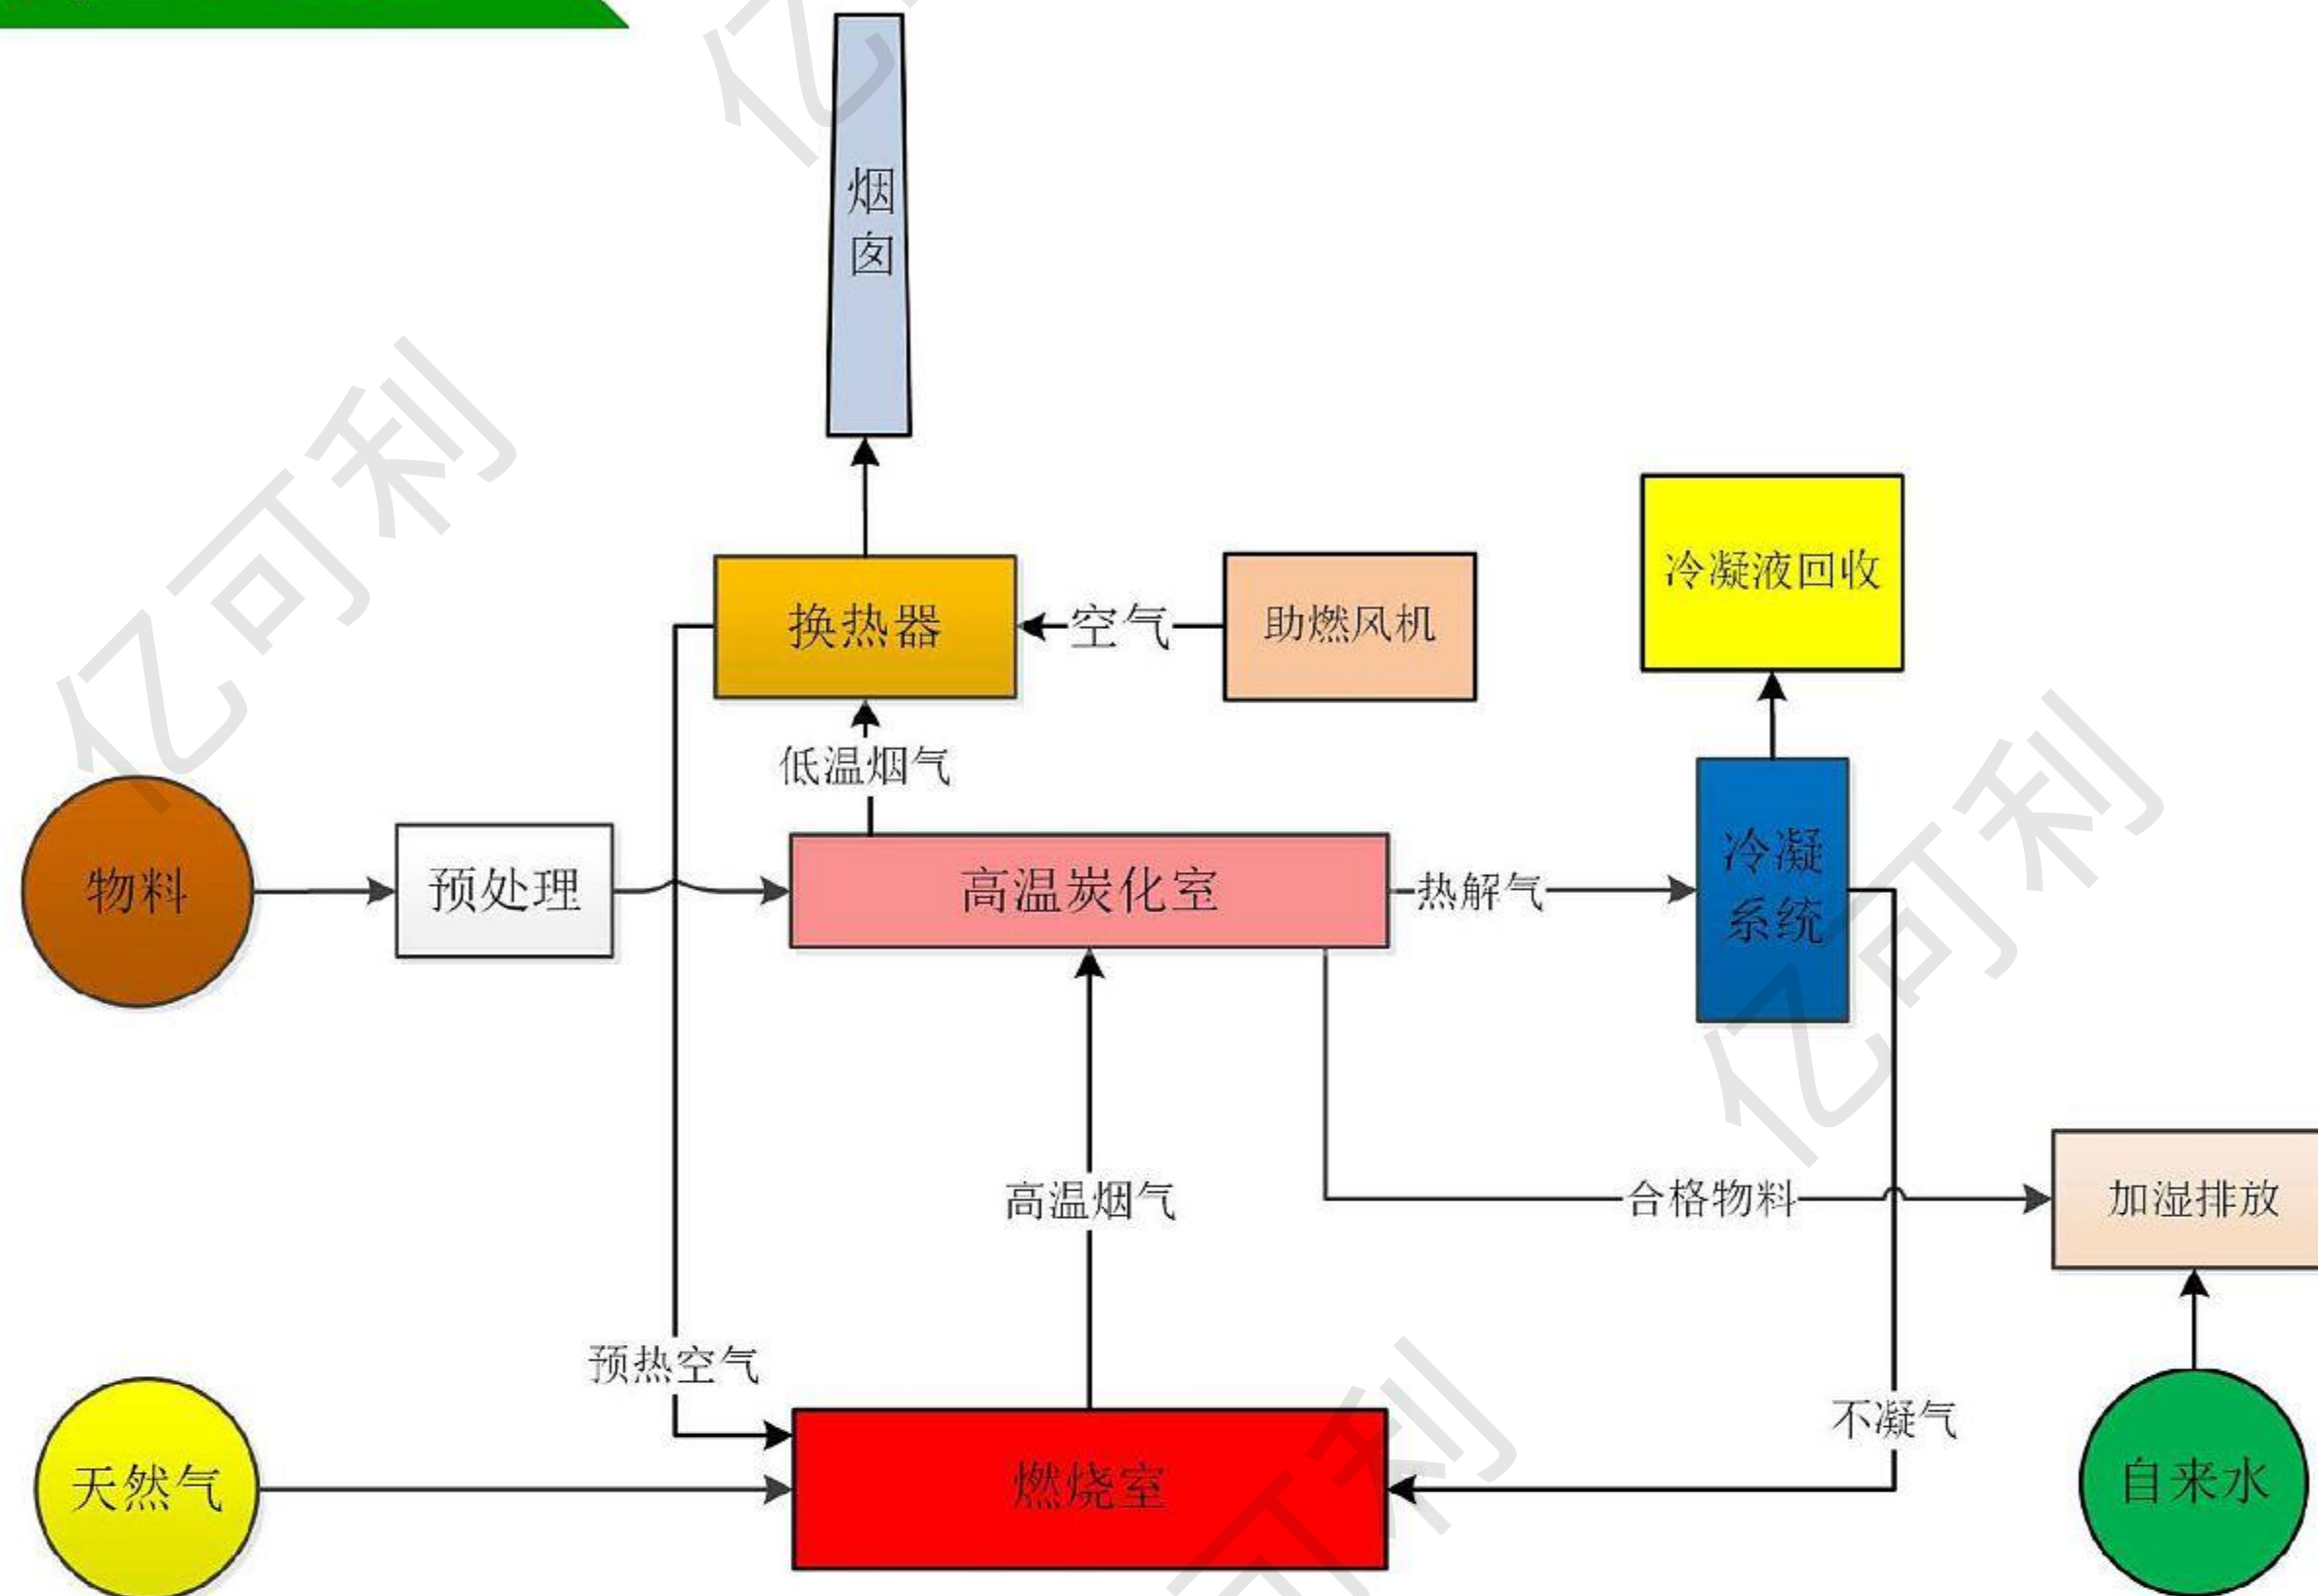 亿
烟
囱
亿可利
冷凝液回收
换热器
空气
助燃风机
低温烟气
亿可利
物料
预处理
高温炭化室
热解气
冷凝
系统
高温烟气
合格物料
加湿排放
预热空气
不凝气
天然气
燃烧室
可利
自来水